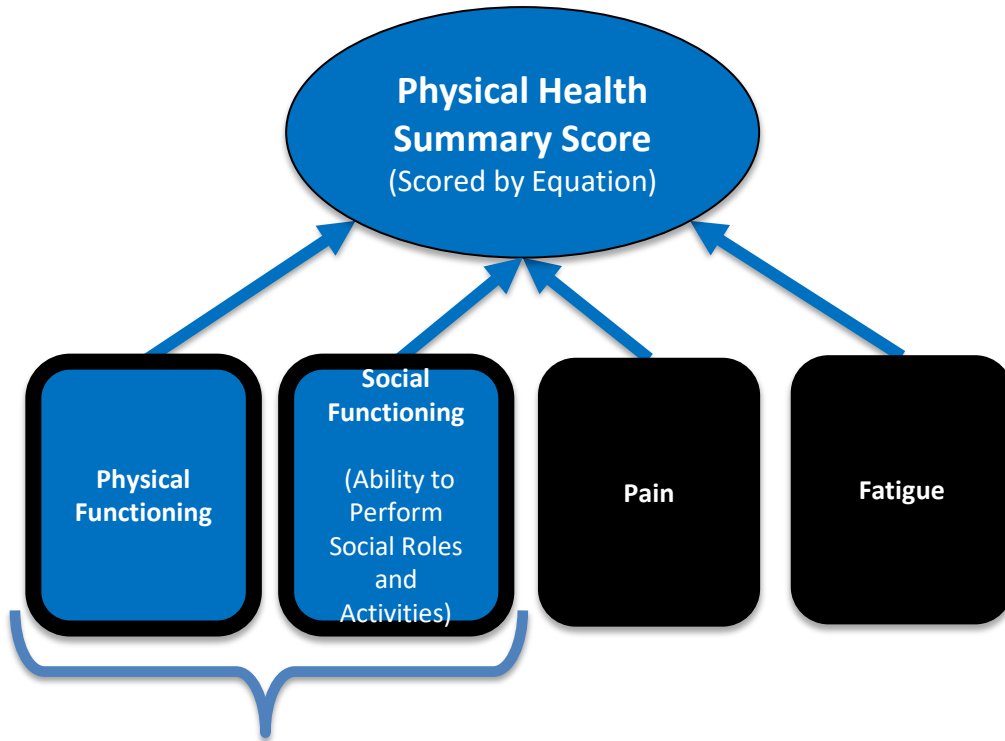 Physical Health
Summary Score
(Scored by Equation)
Physical
Functioning
Social
Functioning
(Ability to
Perform
Social Roles
and
Activities)
Pain
Fatigue